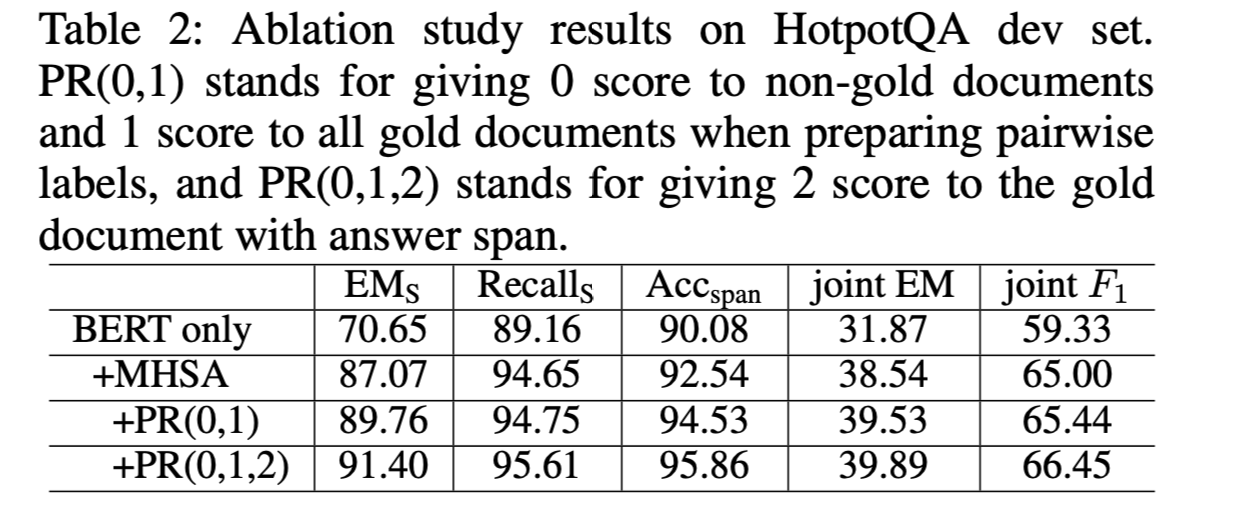 Table 2: Ablation study results on HotpotQA dev set.
PR(0,1) stands for giving 0 score to non-gold documents
and 1 score to all gold documents when preparing pairwise
labels, and PR(0,1,2) stands for giving 2 score to the gold
document with answer span.
EMS RecallS Accspan joint EM joint F1
BERT only 70.65 89.16 90.08 31.87 59.33
+MHSA 87.07 94.65 92.54 38.54 65.00
+PR(0,1) 89.76 94.75 94.53 39.53 65.44
+PR(0,1,2) 91.40 95.61 95.86 39.89 66.45